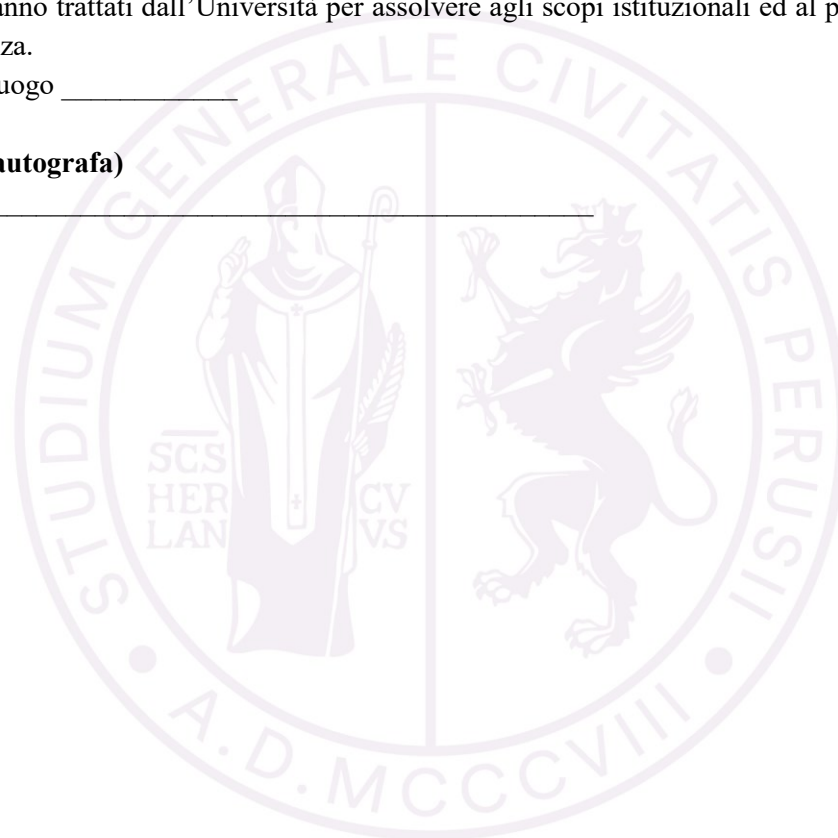 anno trattati dall'Università per assolvere agli scopi istituzionali ed al p
za.
uogo ____________
autografa)
STUDIUM GENERALE CIVITATIS PERUSII
SCS
HER
LAN
CV
VS
A.D.MCCCVIII